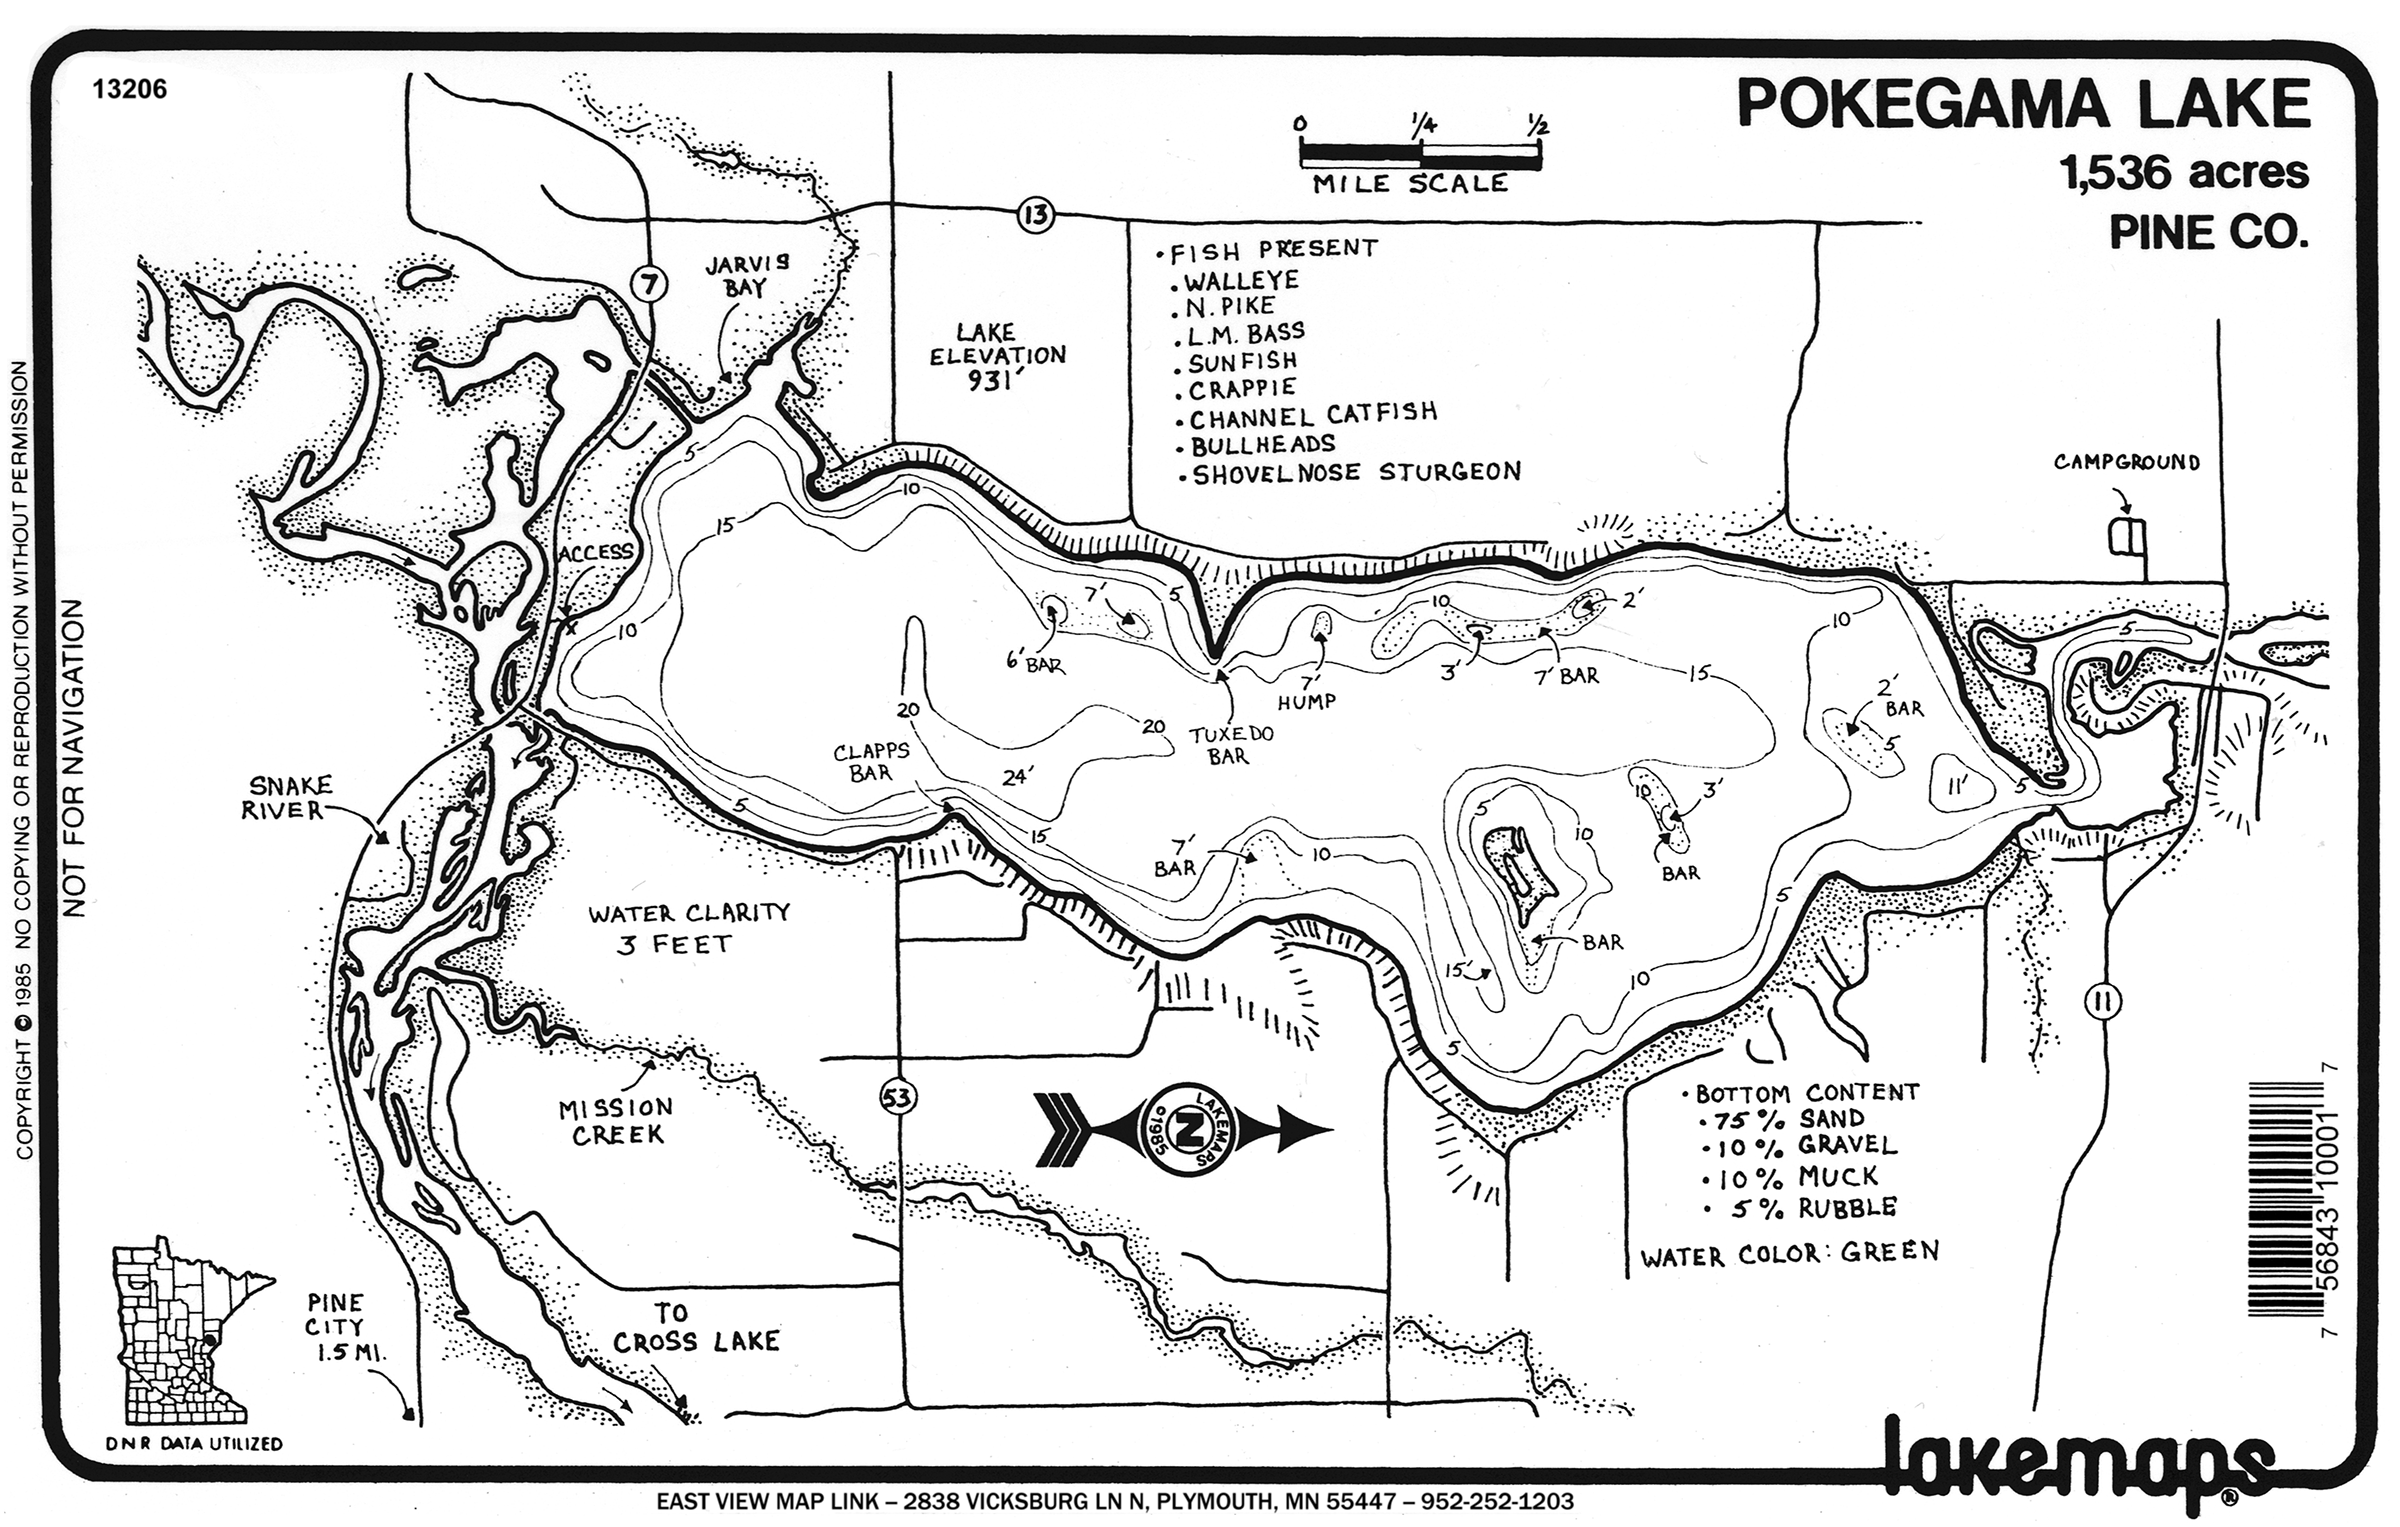 13206
POKEGAMA LAKE
1,536 acres
PINE CO.
0 1/4 1/2
MILE SCALE
13
7
JARVIS
BAY
LAKE
ELEVATION
931'
• FISH PRESENT
• WALLEYE
• N. PIKE
• L.M. BASS
• SUNFISH
• CRAPPIE
• CHANNEL CATFISH
• BULLHEADS
• SHOVELNOSE STURGEON
CAMPGROUND
5
10
15
ACCESS
X
10
7'
5
6' BAR
7'
HUMP
10
3'
7' BAR
2'
15
10
5
2'
BAR
5
11'
5
20
20
TUXEDO
BAR
CLAPPS
BAR
24'
5
15
7'
BAR
10
5
10
10
3'
BAR
BAR
15'
5
10
5
SNAKE
RIVER
WATER CLARITY
3 FEET
MISSION
CREEK
53
11
LAKEMAPS
©1985
N
• BOTTOM CONTENT
• 75% SAND
• 10% GRAVEL
• 10% MUCK
• 5% RUBBLE
WATER COLOR: GREEN
PINE
CITY
1.5 MI.
TO
CROSS LAKE
DNR DATA UTILIZED
COPYRIGHT © 1985 NO COPYING OR REPRODUCTION WITHOUT PERMISSION
NOT FOR NAVIGATION
7 56843 10001 7
lakemaps®
EAST VIEW MAP LINK – 2838 VICKSBURG LN N, PLYMOUTH, MN 55447 – 952-252-1203